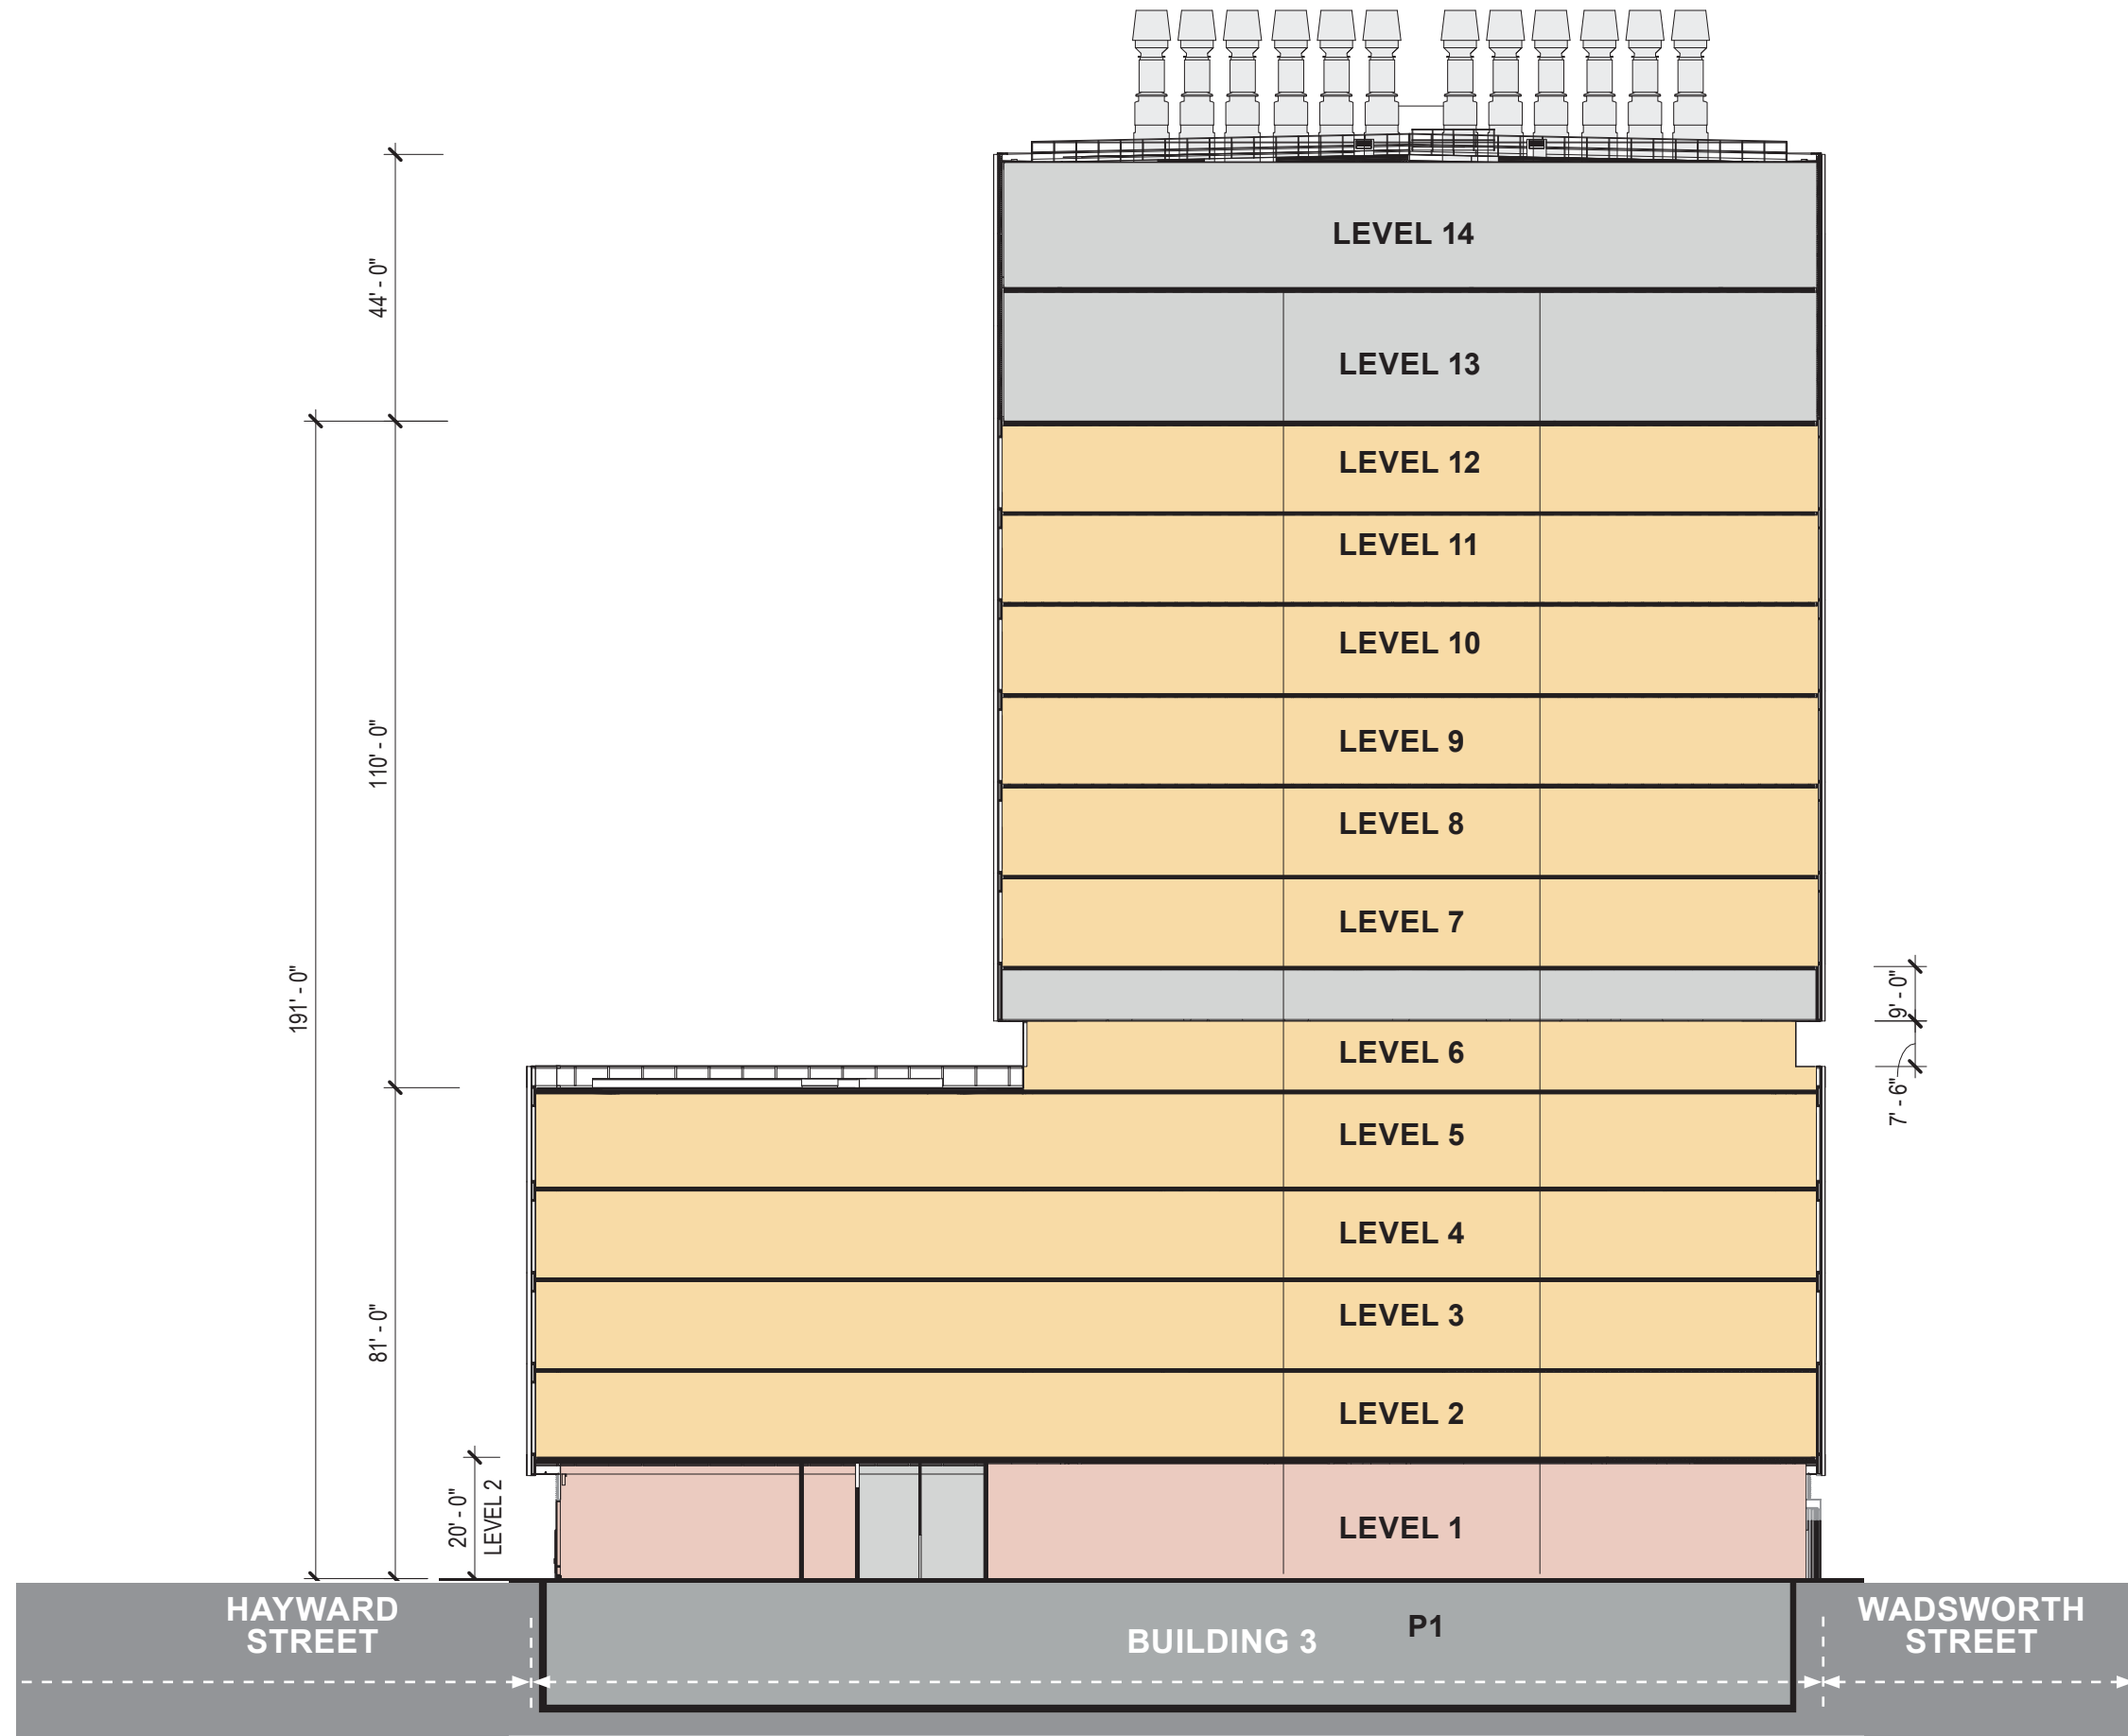 LEVEL 14
44' - 0"
LEVEL 13
LEVEL 12
LEVEL 11
LEVEL 10
LEVEL 9
110' - 0"
LEVEL 8
LEVEL 7
191' - 0"
9' - 0"
LEVEL 6
7' - 6"
LEVEL 5
LEVEL 4
LEVEL 3
81' - 0"
LEVEL 2
20' - 0"
LEVEL 2
LEVEL 1
HAYWARD
STREET
BUILDING 3
P1
WADSWORTH
STREET